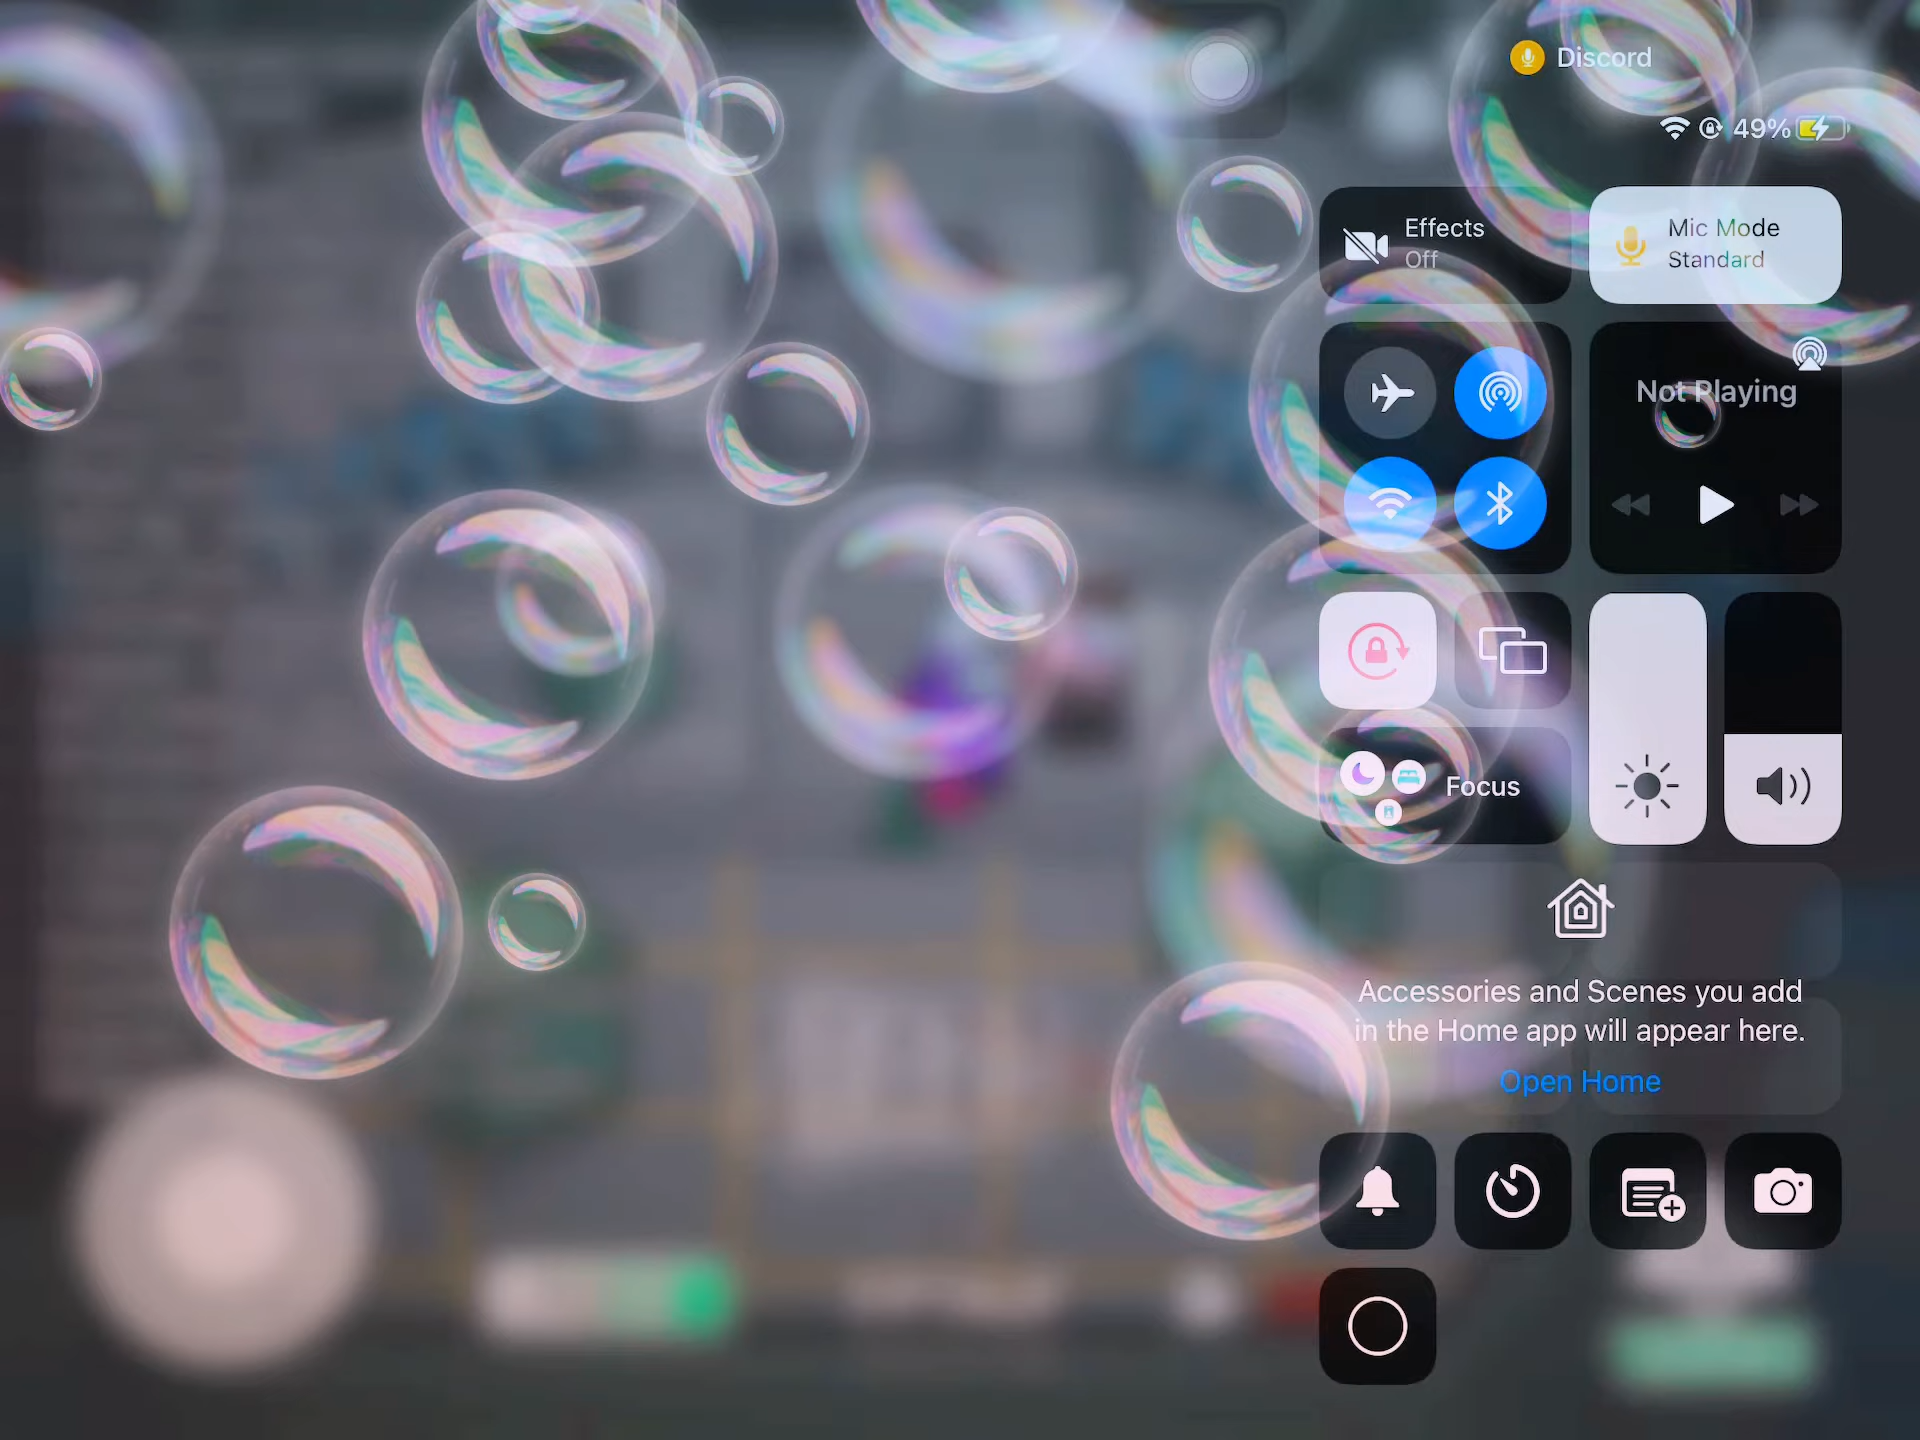 Discord
49%
Effects
Off
Mic Mode
Standard
Not Playing
Focus
Accessories and Scenes you add
in the Home app will appear here.
Open Home